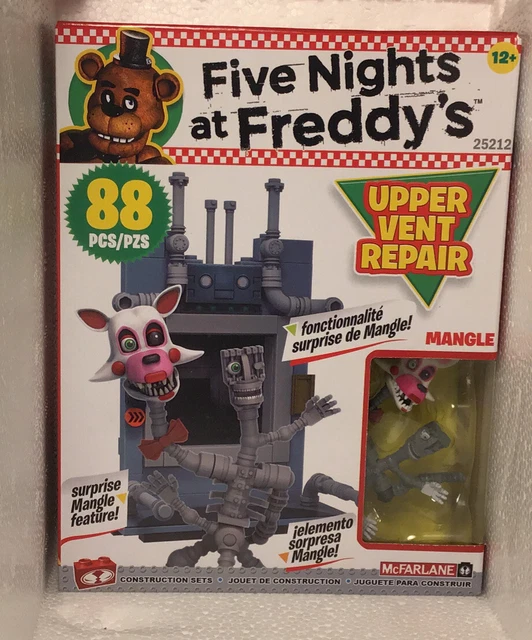 Five Nights
at Freddy's™
12+
25212
88
PCS/PZS
UPPER
VENT
REPAIR
fonctionnalité
surprise de Mangle!
MANGLE
surprise
Mangle
feature!
¡elemento
sorpresa
Mangle!
McFARLANE
CONSTRUCTION SETS • JOUET DE CONSTRUCTION • JUGUETE PARA CONSTRUIR